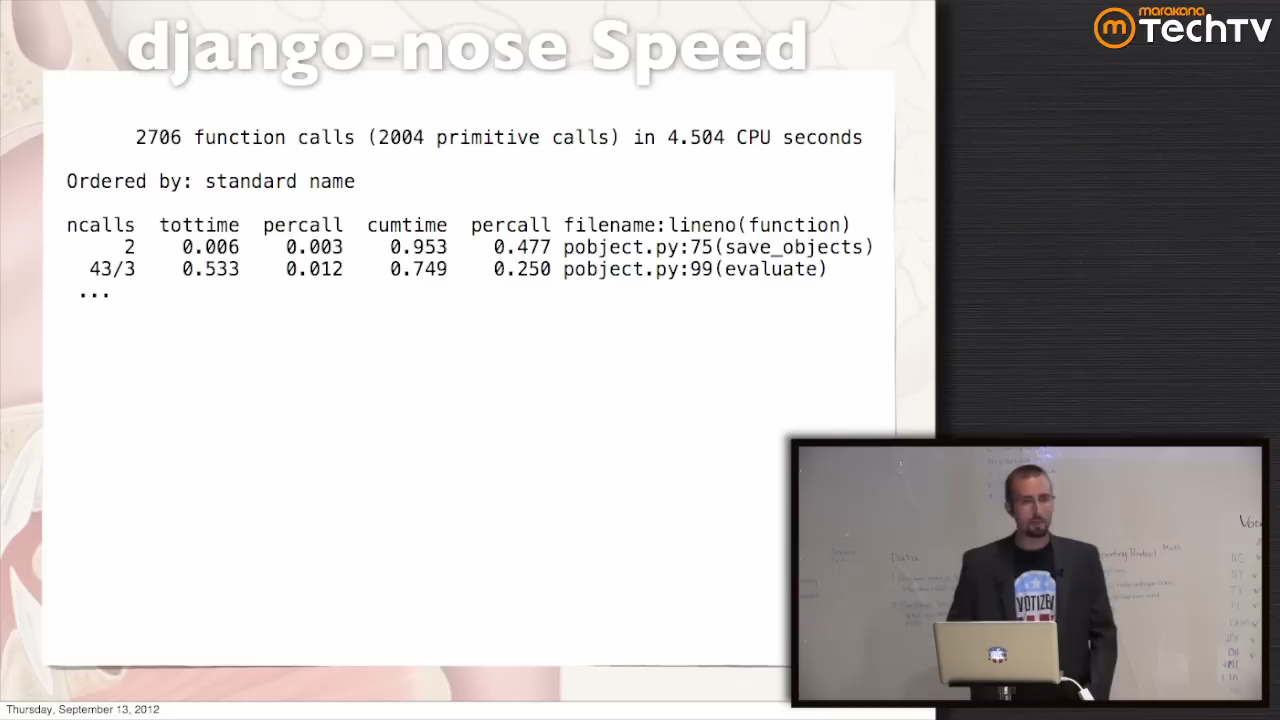 django-nose Speed
marakana
TechTV
2706 function calls (2004 primitive calls) in 4.504 CPU seconds
Ordered by: standard name
ncalls tottime percall cumtime percall filename:lineno(function)
2 0.006 0.003 0.953 0.477 pobject.py:75(save_objects)
43/3 0.533 0.012 0.749 0.250 pobject.py:99(evaluate)
...
Data
VOTIZEN
Thursday, September 13, 2012